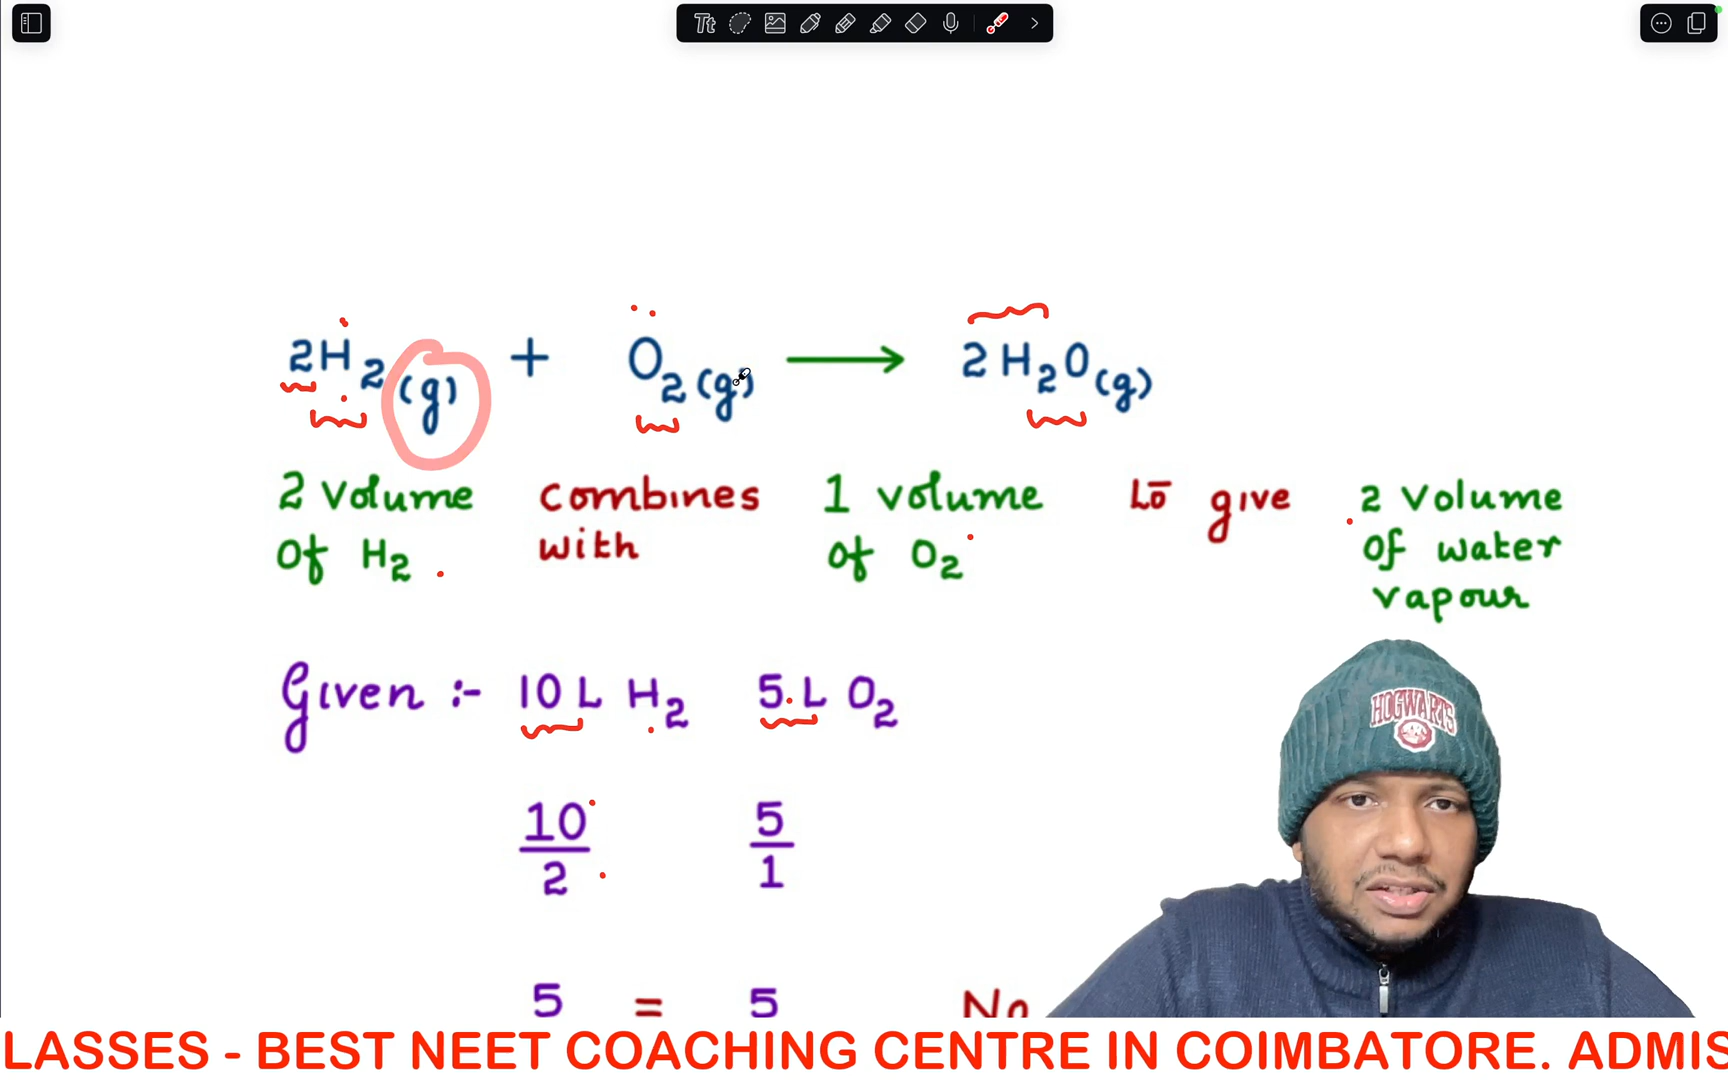 Tt
2H2(g) + O2(g) ⟶ 2H2O(g)
2 Volume combines 1 volume to give 2 Volume
of H2 with of O2 of water
vapour
Given :- 10 L H2 5 L O2
10/2 5/1
HOGWARTS
5 = 5 No
LASSES - BEST NEET COACHING CENTRE IN COIMBATORE. ADMIS